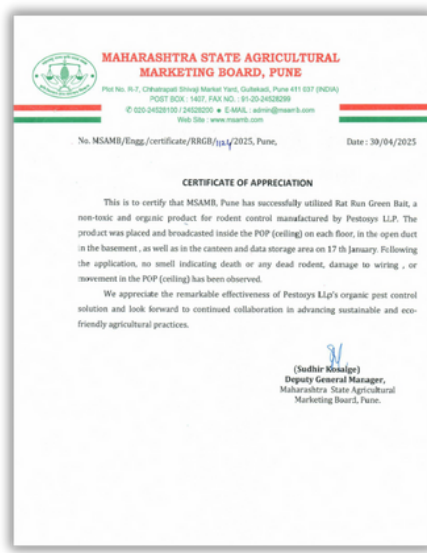 MAHARASHTRA STATE AGRICULTURAL
MARKETING BOARD, PUNE
Plot No. R-7, Chhatrapati Shivaji Market Yard, Gultekadi, Pune 411 037 (INDIA)
POST BOX : 1407, FAX NO. : 91-20-24528299
✆ 020-24528100 / 24528200 ● E-MAIL : admin@msamb.com
Web Site : www.msamb.com
No. MSAMB/Engg./certificate/RRGB/ /2025, Pune,
Date : 30/04/2025
CERTIFICATE OF APPRECIATION
This is to certify that MSAMB, Pune has successfully utilized Rat Run Green Bait, a
non-toxic and organic product for rodent control manufactured by Pestosys LLP. The
product was placed and broadcasted inside the POP (ceiling) on each floor, in the open duct
in the basement , as well as in the canteen and data storage area on 17 th January. Following
the application, no smell indicating death or any dead rodent, damage to wiring , or
movement in the POP (ceiling) has been observed.
We appreciate the remarkable effectiveness of Pestosys LLp's organic pest control
solution and look forward to continued collaboration in advancing sustainable and eco-
friendly agricultural practices.
(Sudhir Kosalge)
Deputy General Manager,
Maharashtra State Agricultural
Marketing Board, Pune.